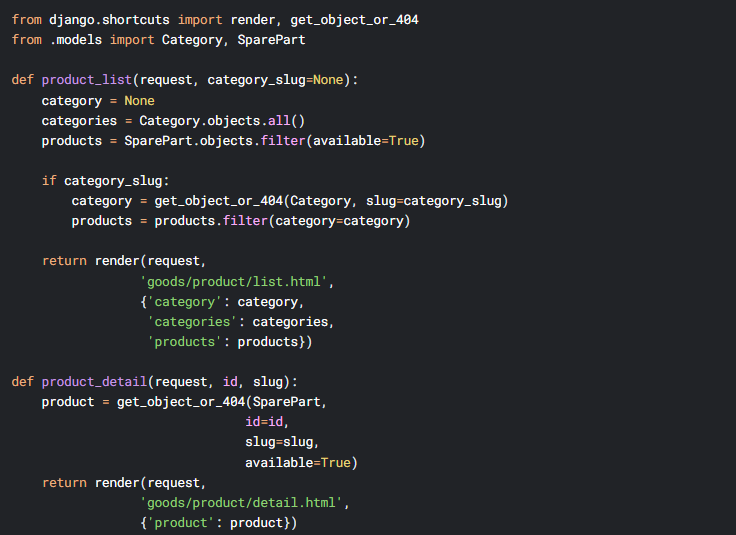 from django.shortcuts import render, get_object_or_404
from .models import Category, SparePart

def product_list(request, category_slug=None):
    category = None
    categories = Category.objects.all()
    products = SparePart.objects.filter(available=True)

    if category_slug:
        category = get_object_or_404(Category, slug=category_slug)
        products = products.filter(category=category)

    return render(request,
                 'goods/product/list.html',
                 {'category': category,
                  'categories': categories,
                  'products': products})

def product_detail(request, id, slug):
    product = get_object_or_404(SparePart,
                               id=id,
                               slug=slug,
                               available=True)
    return render(request,
                 'goods/product/detail.html',
                 {'product': product})